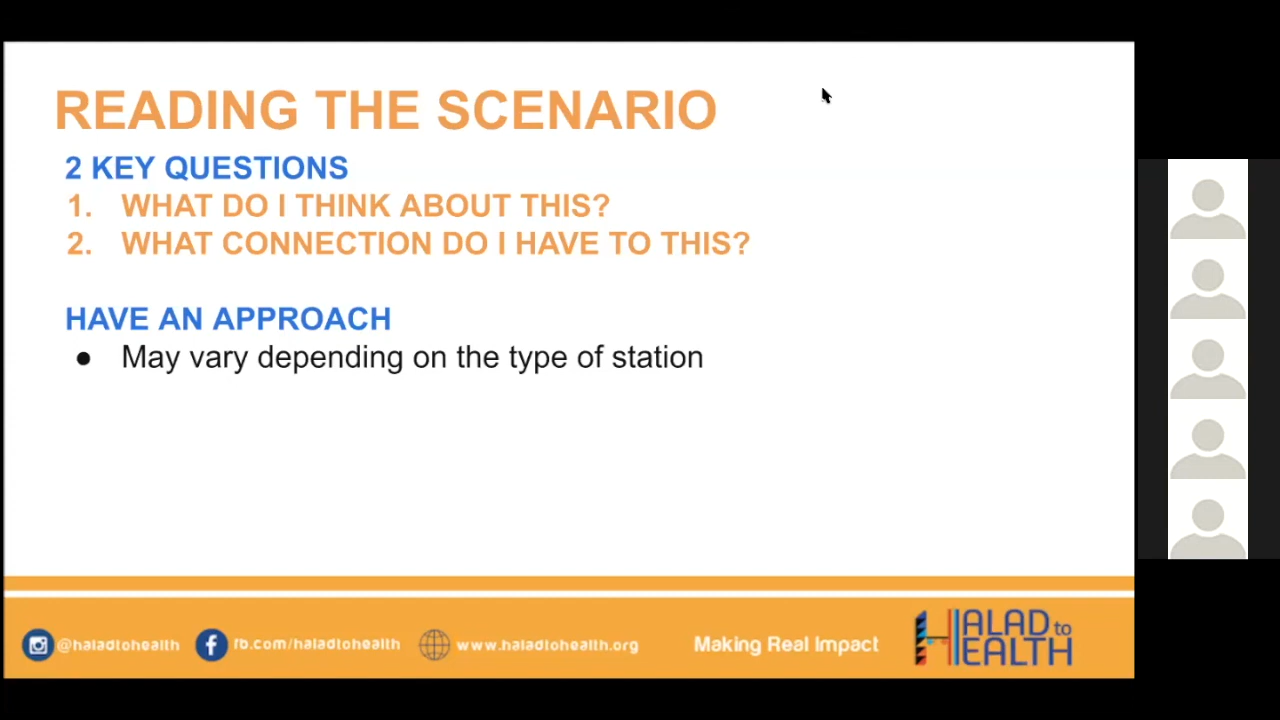 READING THE SCENARIO
2 KEY QUESTIONS
1. WHAT DO I THINK ABOUT THIS?
2. WHAT CONNECTION DO I HAVE TO THIS?
HAVE AN APPROACH
● May vary depending on the type of station
@haladtohealth fb.com/haladtohealth www.haladtohealth.org Making Real Impact HALAD to HEALTH